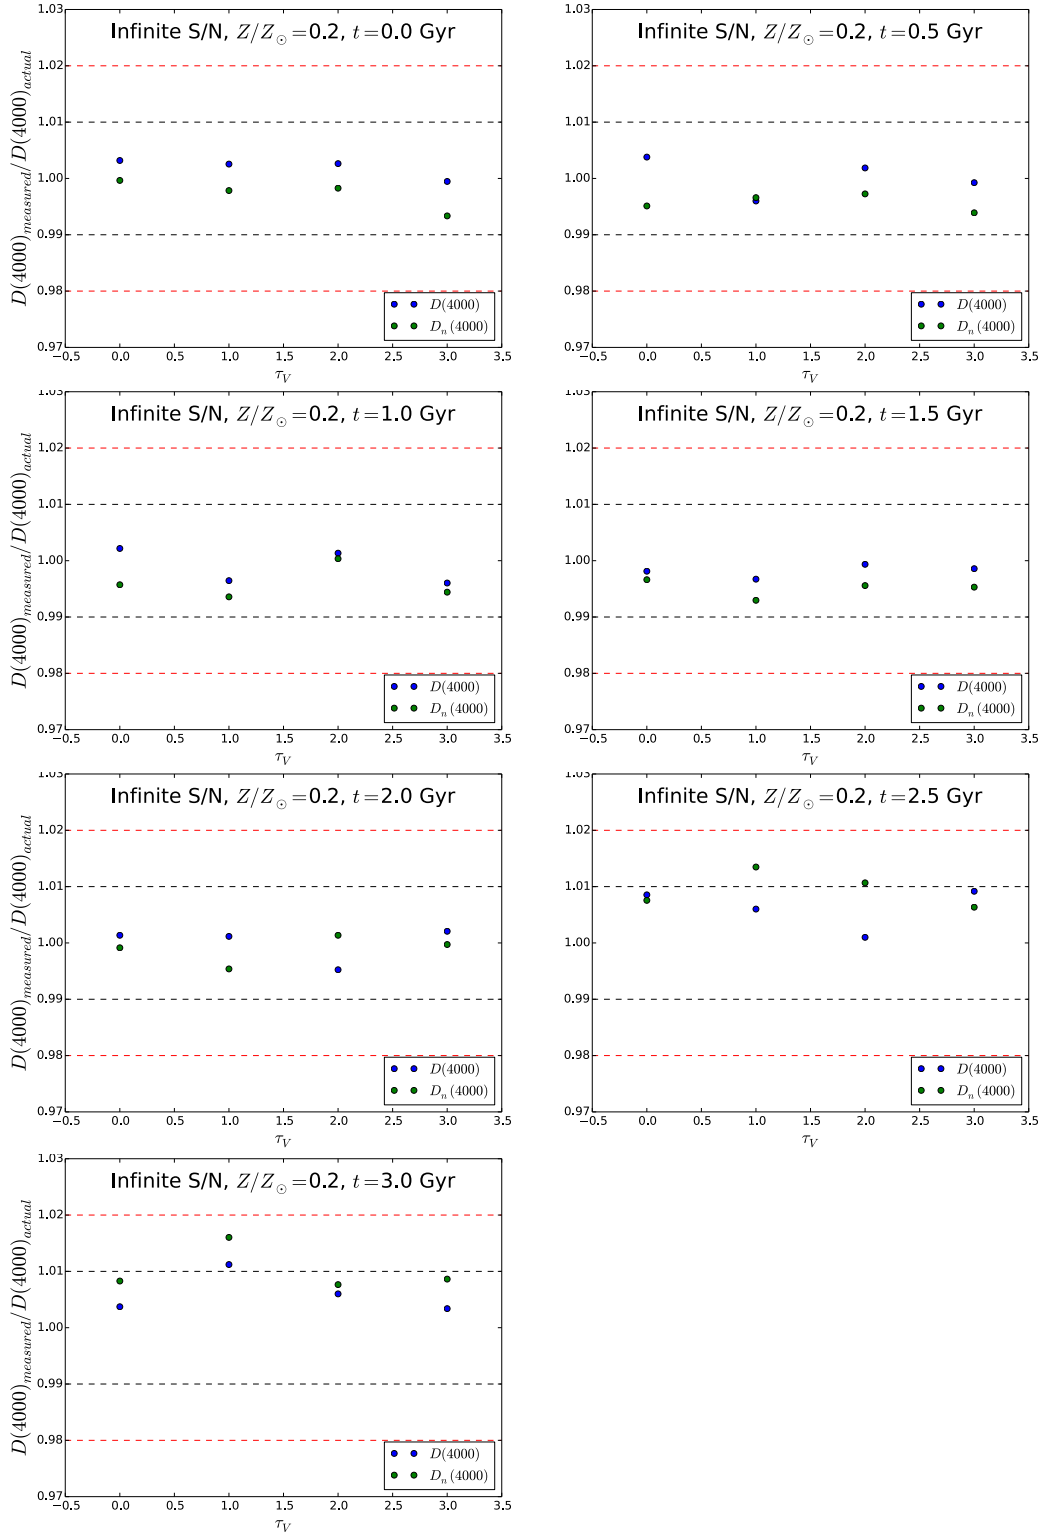 Infinite S/N, Z/Z⊙=0.2, t=0.0 Gyr
D(4000)measured/D(4000)actual
1.03
1.02
1.01
1.00
0.99
0.98
0.97
D(4000)
Dn(4000)
−0.5 0.0 0.5 1.0 1.5 2.0 2.5 3.0 3.5
τV
Infinite S/N, Z/Z⊙=0.2, t=0.5 Gyr
1.03
1.02
1.01
1.00
0.99
0.98
0.97
D(4000)
Dn(4000)
−0.5 0.0 0.5 1.0 1.5 2.0 2.5 3.0 3.5
τV
Infinite S/N, Z/Z⊙=0.2, t=1.0 Gyr
D(4000)measured/D(4000)actual
1.03
1.02
1.01
1.00
0.99
0.98
0.97
D(4000)
Dn(4000)
−0.5 0.0 0.5 1.0 1.5 2.0 2.5 3.0 3.5
τV
Infinite S/N, Z/Z⊙=0.2, t=1.5 Gyr
1.03
1.02
1.01
1.00
0.99
0.98
0.97
D(4000)
Dn(4000)
−0.5 0.0 0.5 1.0 1.5 2.0 2.5 3.0 3.5
τV
Infinite S/N, Z/Z⊙=0.2, t=2.0 Gyr
D(4000)measured/D(4000)actual
1.03
1.02
1.01
1.00
0.99
0.98
0.97
D(4000)
Dn(4000)
−0.5 0.0 0.5 1.0 1.5 2.0 2.5 3.0 3.5
τV
Infinite S/N, Z/Z⊙=0.2, t=2.5 Gyr
1.03
1.02
1.01
1.00
0.99
0.98
0.97
D(4000)
Dn(4000)
−0.5 0.0 0.5 1.0 1.5 2.0 2.5 3.0 3.5
τV
Infinite S/N, Z/Z⊙=0.2, t=3.0 Gyr
D(4000)measured/D(4000)actual
1.03
1.02
1.01
1.00
0.99
0.98
0.97
D(4000)
Dn(4000)
−0.5 0.0 0.5 1.0 1.5 2.0 2.5 3.0 3.5
τV